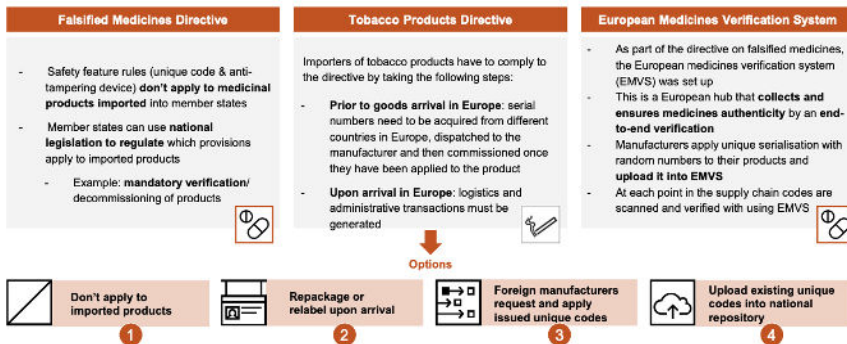 Falsified Medicines Directive
- Safety feature rules (unique code & anti-
tampering device) don't apply to medicinal
products imported into member states
- Member states can use national
legislation to regulate which provisions
apply to imported products
- Example: mandatory verification/
decommissioning of products
Tobacco Products Directive
Importers of tobacco products have to comply to
the directive by taking the following steps:
- Prior to goods arrival in Europe: serial
numbers need to be acquired from different
countries in Europe, dispatched to the
manufacturer and then commissioned once
they have been applied to the product
- Upon arrival in Europe: logistics and
administrative transactions must be
generated
European Medicines Verification System
- As part of the directive on falsified medicines,
the European medicines verification system
(EMVS) was set up
- This is a European hub that collects and
ensures medicines authenticity by an end-
to-end verification
- Manufacturers apply unique serialisation with
random numbers to their products and
upload it into EMVS
- At each point in the supply chain codes are
scanned and verified with using EMVS
Options
Don't apply to
imported products
1
Repackage or
relabel upon arrival
2
Foreign manufacturers
request and apply
issued unique codes
3
Upload existing unique
codes into national
repository
4